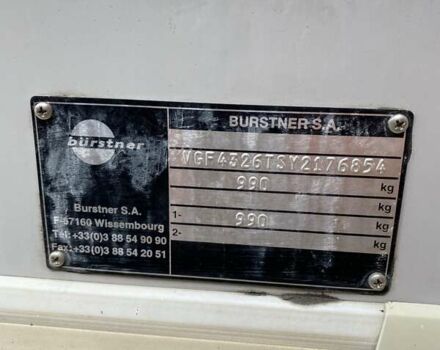 bürstner
BURSTNER S.A.
VGF4326TSY2176854
990 kg
kg
1- 990 kg
2- kg
Burstner S.A.
F-67160 Wissembourg
Tél.+33(0)3 88 54 90 90
Fax:+33(0)3 88 54 20 51